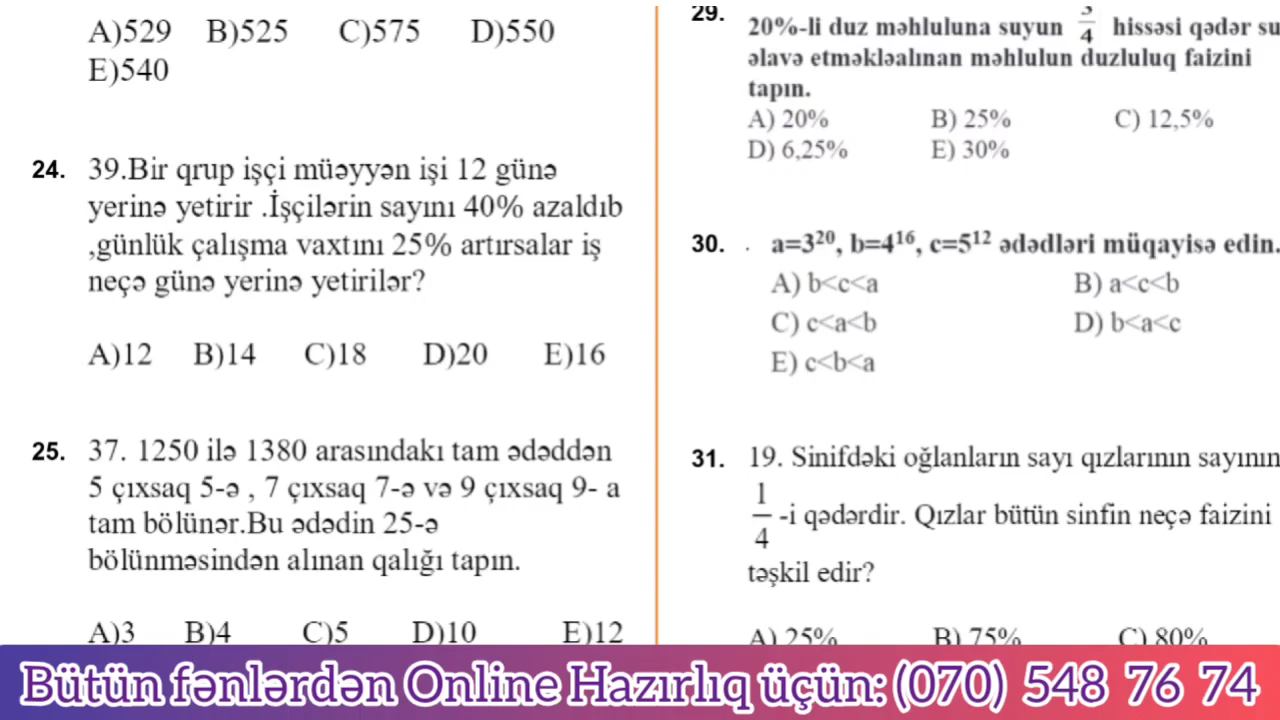 A)529 B)525 C)575 D)550
E)540
24. 39.Bir qrup işçi müəyyən işi 12 günə
yerinə yetirir .İşçilərin sayını 40% azaldıb
,günlük çalışma vaxtını 25% artırsalar iş
neçə günə yerinə yetirilər?
A)12 B)14 C)18 D)20 E)16
25. 37. 1250 ilə 1380 arasındakı tam ədəddən
5 çıxsaq 5-ə , 7 çıxsaq 7-ə və 9 çıxsaq 9- a
tam bölünər.Bu ədədin 25-ə
bölünməsindən alınan qalığı tapın.
A)3 B)4 C)5 D)10 E)12
29. 20%-li duz məhluluna suyun 3/4 hissəsi qədər su
əlavə etməkləalınan məhlulun duzluluq faizini
tapın.
A) 20% B) 25% C) 12,5%
D) 6,25% E) 30%
30. . a=3²⁰, b=4¹⁶, c=5¹² ədədləri müqayisə edin.
A) b<c<a B) a<c<b
C) c<a<b D) b<a<c
E) c<b<a
31. 19. Sinifdəki oğlanların sayı qızlarının sayının
1/4 -i qədərdir. Qızlar bütün sinfin neçə faizini
təşkil edir?
A) 25% B) 75% C) 80%
Bütün fənlərdən Online Hazırlıq üçün: (070) 548 76 74